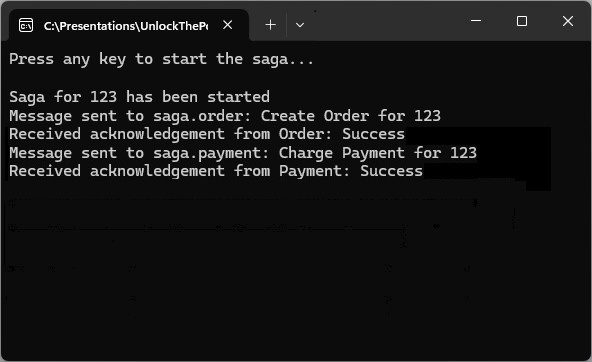 C:\Presentations\UnlockThePo
Press any key to start the saga...
Saga for 123 has been started
Message sent to saga.order: Create Order for 123
Received acknowledgement from Order: Success
Message sent to saga.payment: Charge Payment for 123
Received acknowledgement from Payment: Success